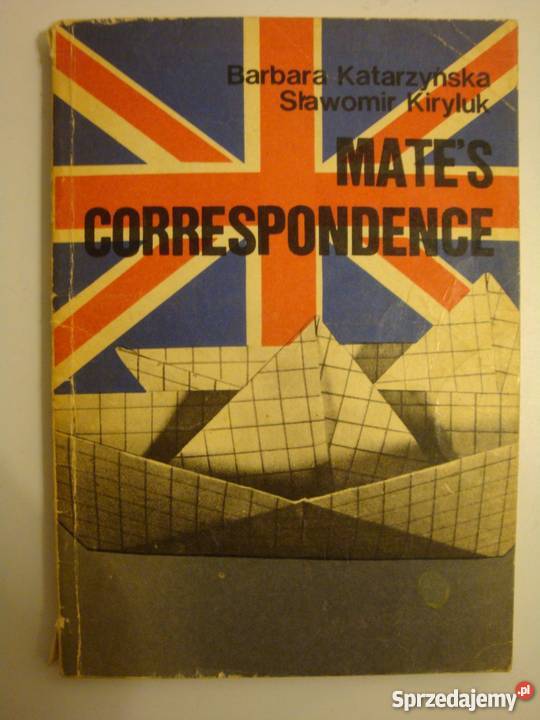 Barbara Katarzyńska
Sławomir Kiryluk
MATE'S
CORRESPONDENCE
Sprzedajemy.pl